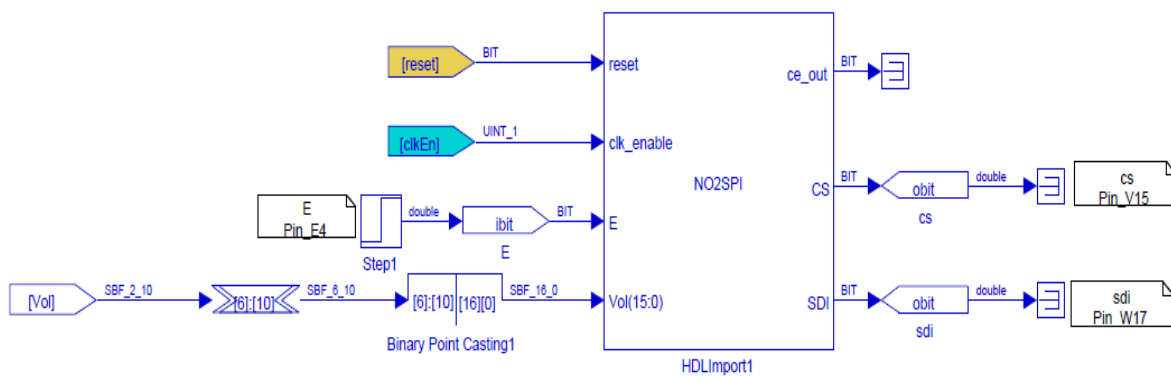 [reset]
BIT
reset
ce_out
BIT
[clkEn]
UINT_1
clk_enable
NO2SPI
E
Pin_E4
Step1
double
ibit
E
BIT
E
CS
BIT
obit
cs
double
cs
Pin_V15
[Vol]
SBF_2_10
[6]:[10]
SBF_6_10
[6]:[10]
[16][0]
Binary Point Casting1
SBF_16_0
Vol(15:0)
SDI
BIT
obit
sdi
double
sdi
Pin_W17
HDLImport1